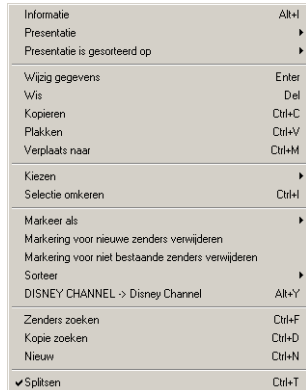 Informatie Alt+I
Presentatie
Presentatie is gesorteerd op
Wijzig gegevens Enter
Wis Del
Kopieren Ctrl+C
Plakken Ctrl+V
Verplaats naar Ctrl+M
Kiezen
Selectie omkeren Ctrl+I
Markeer als
Markering voor nieuwe zenders verwijderen
Markering voor niet bestaande zenders verwijderen
Sorteer
DISNEY CHANNEL -> Disney Channel Alt+Y
Zenders zoeken Ctrl+F
Kopie zoeken Ctrl+D
Nieuw Ctrl+N
Splitsen Ctrl+T